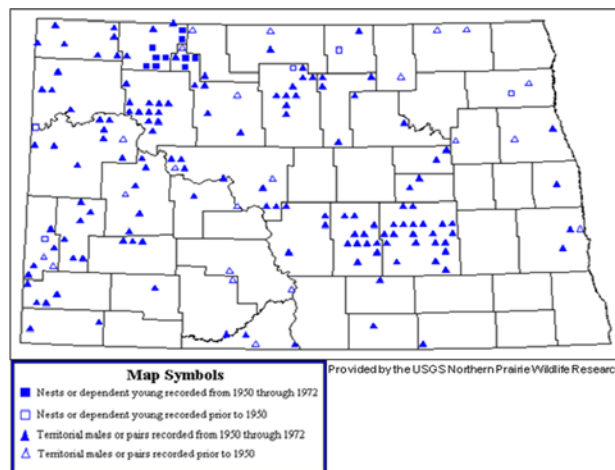 Map Symbols
Provided by the USGS Northern Prairie Wildlife Researc
Nests or dependent young recorded from 1950 through 1972
Nests or dependent young recorded prior to 1950
Territorial males or pairs recorded from 1950 through 1972
Territorial males or pairs recorded prior to 1950